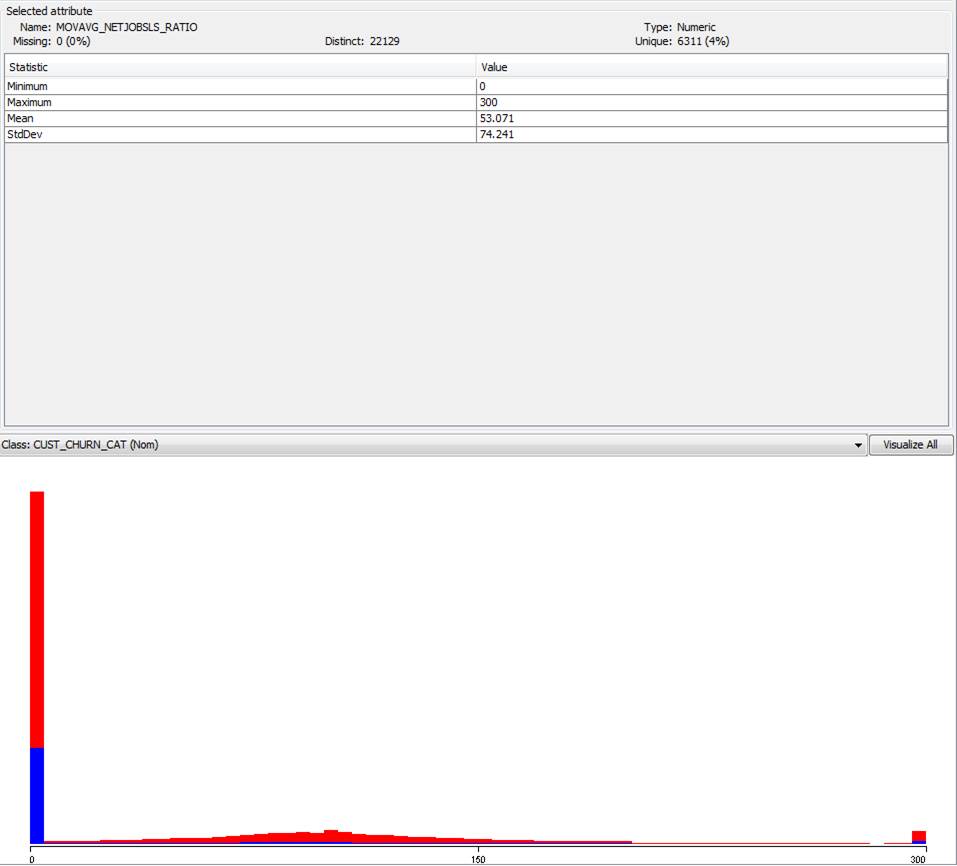 Selected attribute
Name: MOVAVG_NETJOBSLS_RATIO Type: Numeric
Missing: 0 (0%) Distinct: 22129 Unique: 6311 (4%)
Statistic Value
Minimum 0
Maximum 300
Mean 53.071
StdDev 74.241
Class: CUST_CHURN_CAT (Nom) Visualize All
0 150 300